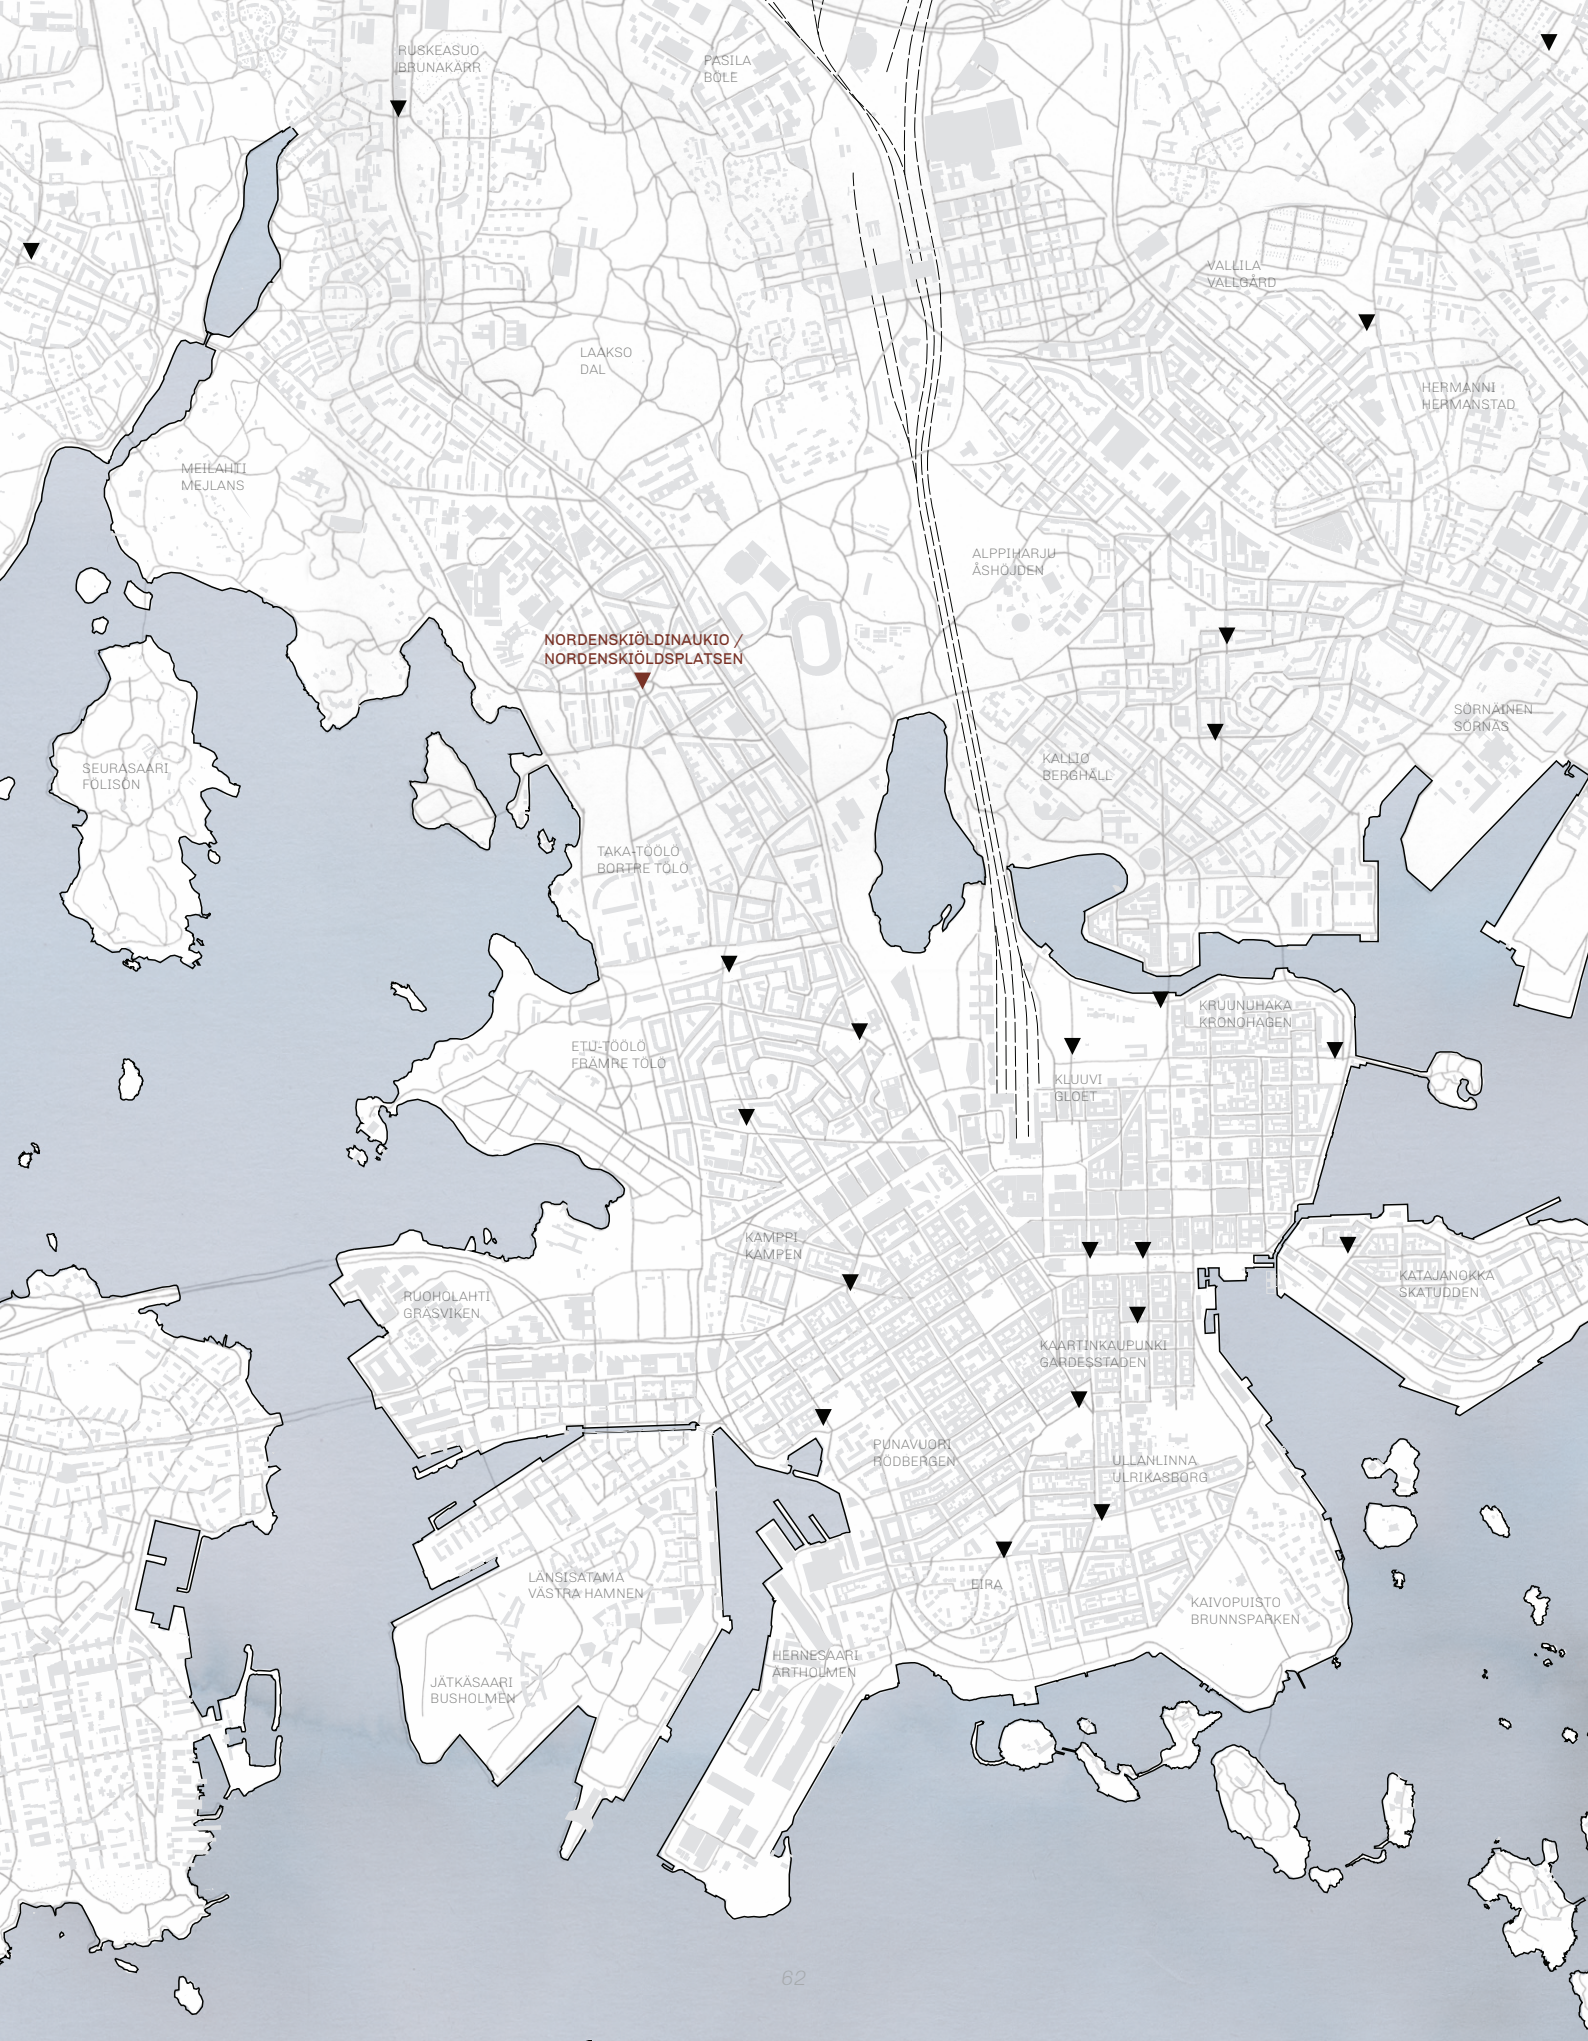 RUSKEASUO
BRUNAKÄRR
PASILA
BÖLE
VALLILA
VALLGÅRD
LAAKSO
DAL
HERMANNI
HERMANSTAD
MEILAHTI
MEJLANS
ALPPIHARJU
ÅSHÖJDEN
NORDENSKIÖLDINAUKIO /
NORDENSKIÖLDSPLATSEN
SÖRNÄINEN
SÖRNÄS
SEURASAARI
FÖLISÖN
KALLIO
BERGHÄLL
TAKA-TÖÖLÖ
BORTRE TÖLÖ
KRUUNUHAKA
KRONOHAGEN
ETU-TÖÖLÖ
FRÄMRE TÖLÖ
KLUUVI
GLOET
KAMPPI
KAMPEN
KATAJANOKKA
SKATUDDEN
RUOHOLAHTI
GRÄSVIKEN
KAARTINKAUPUNKI
GARDESSTADEN
PUNAVUORI
RÖDBERGEN
ULLANLINNA
ULRIKASBORG
LÄNSISATAMA
VÄSTRA HAMNEN
EIRA
KAIVOPUISTO
BRUNNSPARKEN
HERNESAARI
ÄRTHOLMEN
JÄTKÄSAARI
BUSHOLMEN
62